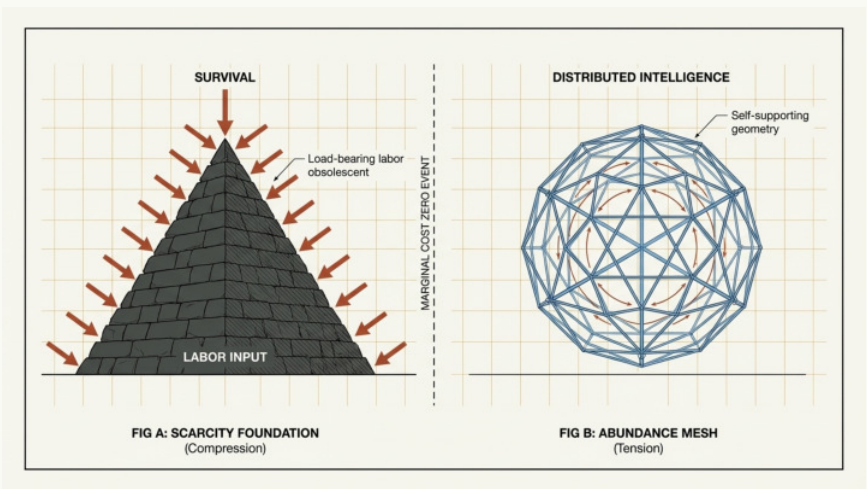 SURVIVAL
Load-bearing labor
obsolescent
LABOR INPUT
FIG A: SCARCITY FOUNDATION
(Compression)
MARGINAL COST ZERO EVENT
DISTRIBUTED INTELLIGENCE
Self-supporting
geometry
FIG B: ABUNDANCE MESH
(Tension)